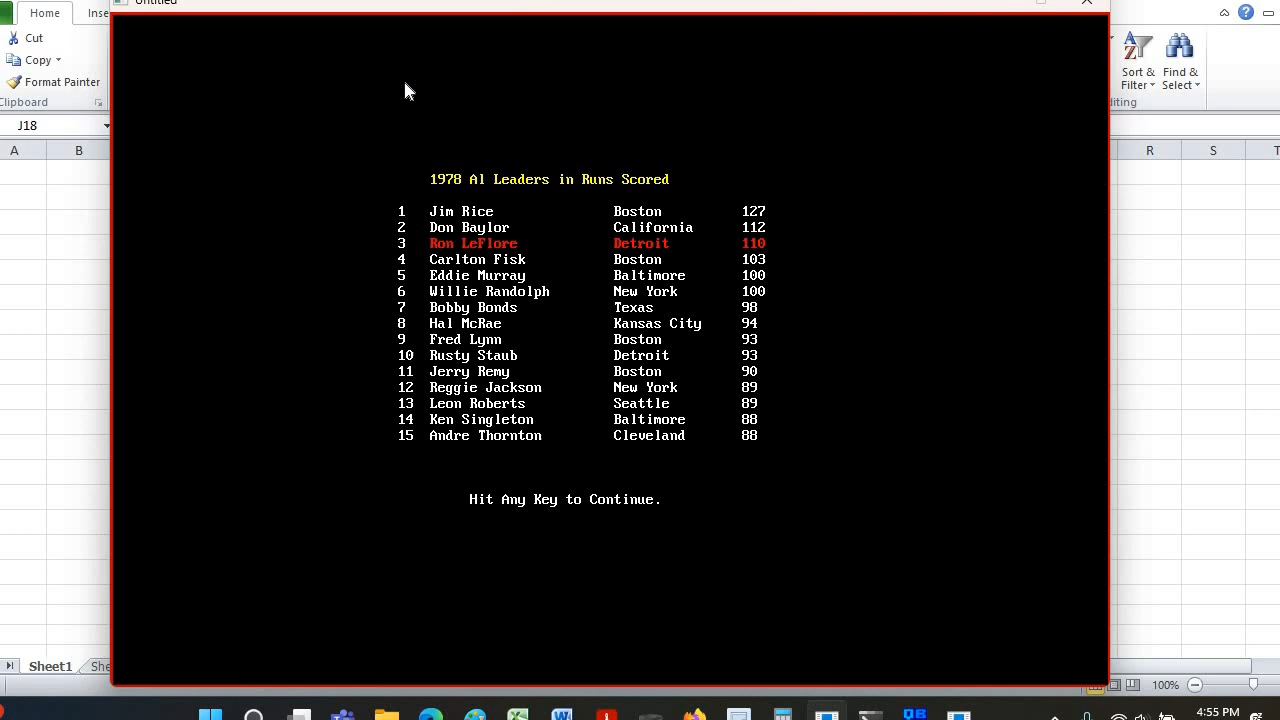 Untitled
Home Inse
Cut
Copy
Format Painter
Clipboard
Sort & Find &
Filter Select
diting
J18
A B R S T
1978 Al Leaders in Runs Scored
1 Jim Rice Boston 127
2 Don Baylor California 112
3 Ron LeFlore Detroit 110
4 Carlton Fisk Boston 103
5 Eddie Murray Baltimore 100
6 Willie Randolph New York 100
7 Bobby Bonds Texas 98
8 Hal McRae Kansas City 94
9 Fred Lynn Boston 93
10 Rusty Staub Detroit 93
11 Jerry Remy Boston 90
12 Reggie Jackson New York 89
13 Leon Roberts Seattle 89
14 Ken Singleton Baltimore 88
15 Andre Thornton Cleveland 88
Hit Any Key to Continue.
Sheet1 She
100%
QB
4:55 PM